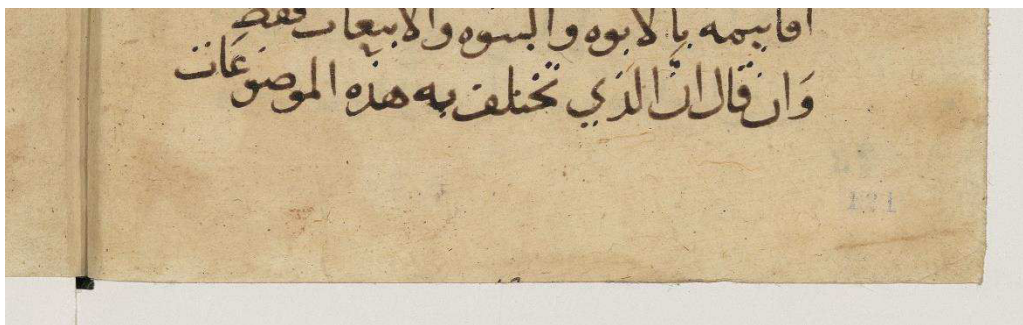 اقانيمه بالابوه والبنوه والانبعاث فقط
وان قال ان الذي تختلف به هذه الموضوعات